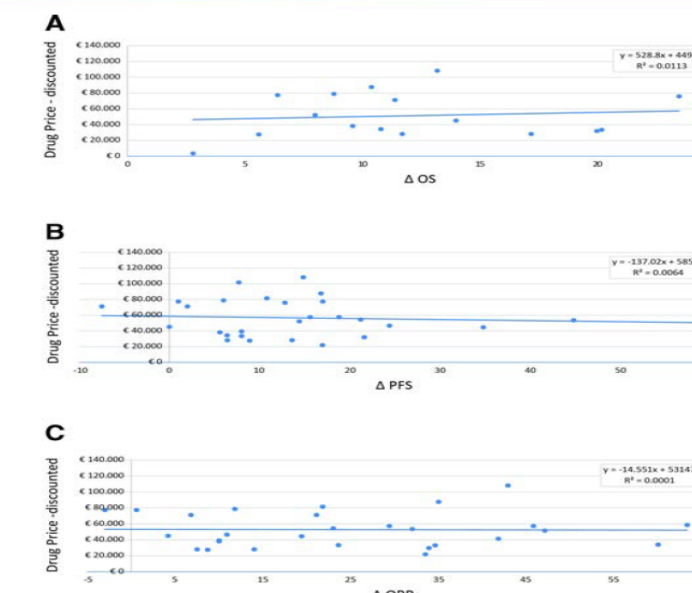 A
Drug Price - discounted
€ 140.000
€ 120.000
€ 100.000
€ 80.000
€ 60.000
€ 40.000
€ 20.000
€ 0
0 5 10 15 20
Δ OS
y = 528.8x + 449
R² = 0.0113
B
Drug Price -discounted
€ 140.000
€ 120.000
€ 100.000
€ 80.000
€ 60.000
€ 40.000
€ 20.000
€ 0
-10 0 10 20 30 40 50
Δ PFS
y = -137.02x + 585
R² = 0.0064
C
Drug Price -discounted
€ 140.000
€ 120.000
€ 100.000
€ 80.000
€ 60.000
€ 40.000
€ 20.000
€ 0
-5 5 15 25 35 45 55
y = -14.551x + 5314
R² = 0.0001